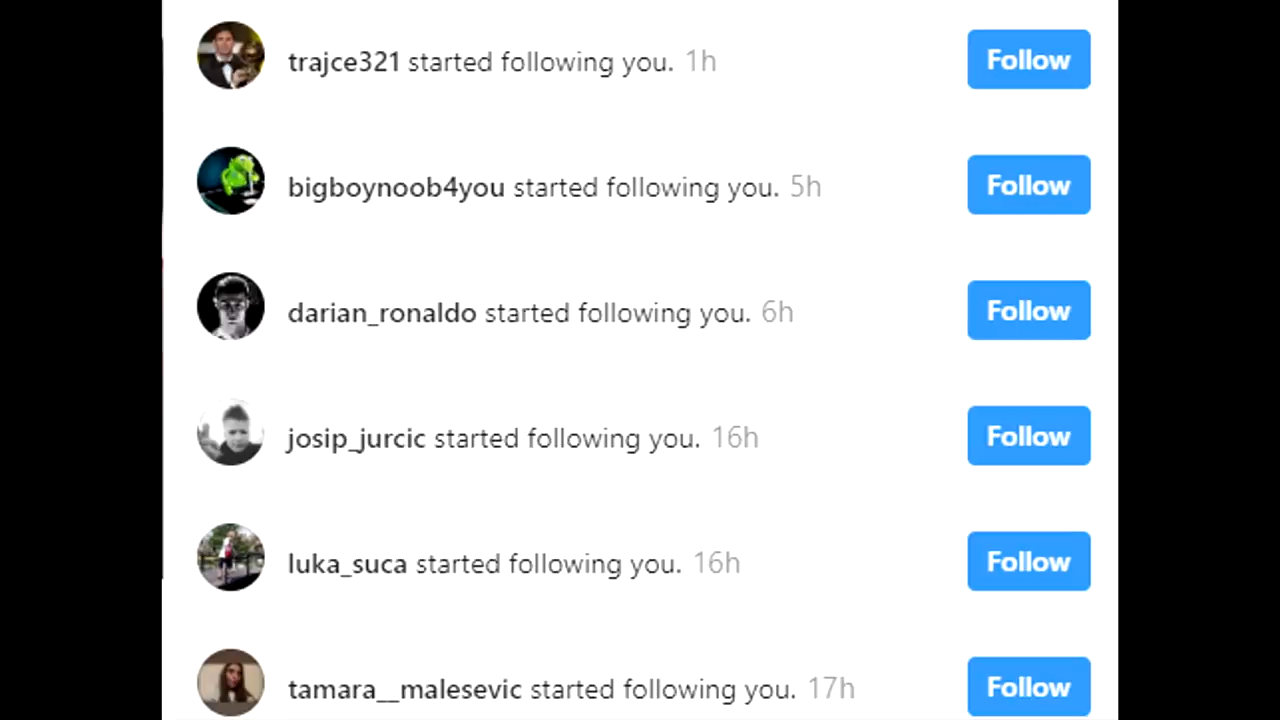 trajce321 started following you. 1h Follow
bigboynoob4you started following you. 5h Follow
darian_ronaldo started following you. 6h Follow
josip_jurcic started following you. 16h Follow
luka_suca started following you. 16h Follow
tamara__malesevic started following you. 17h Follow